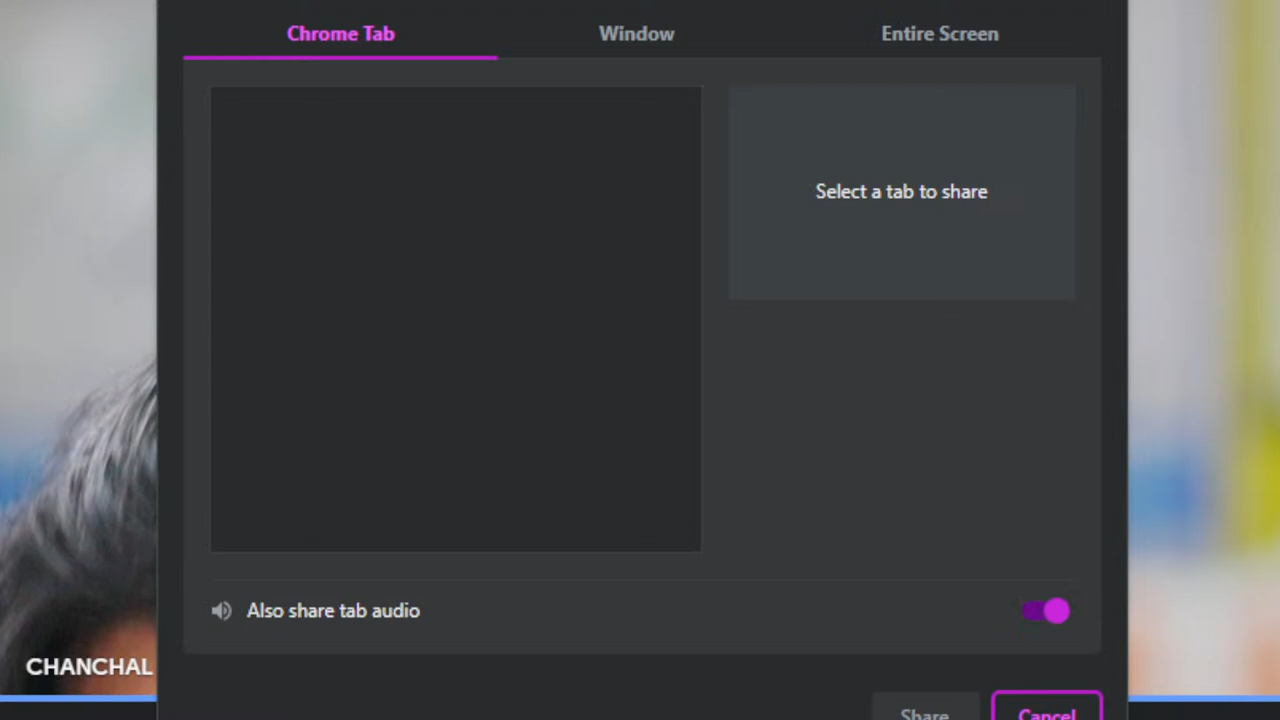 Chrome Tab
Window
Entire Screen
Select a tab to share
Also share tab audio
CHANCHAL
Share
Cancel